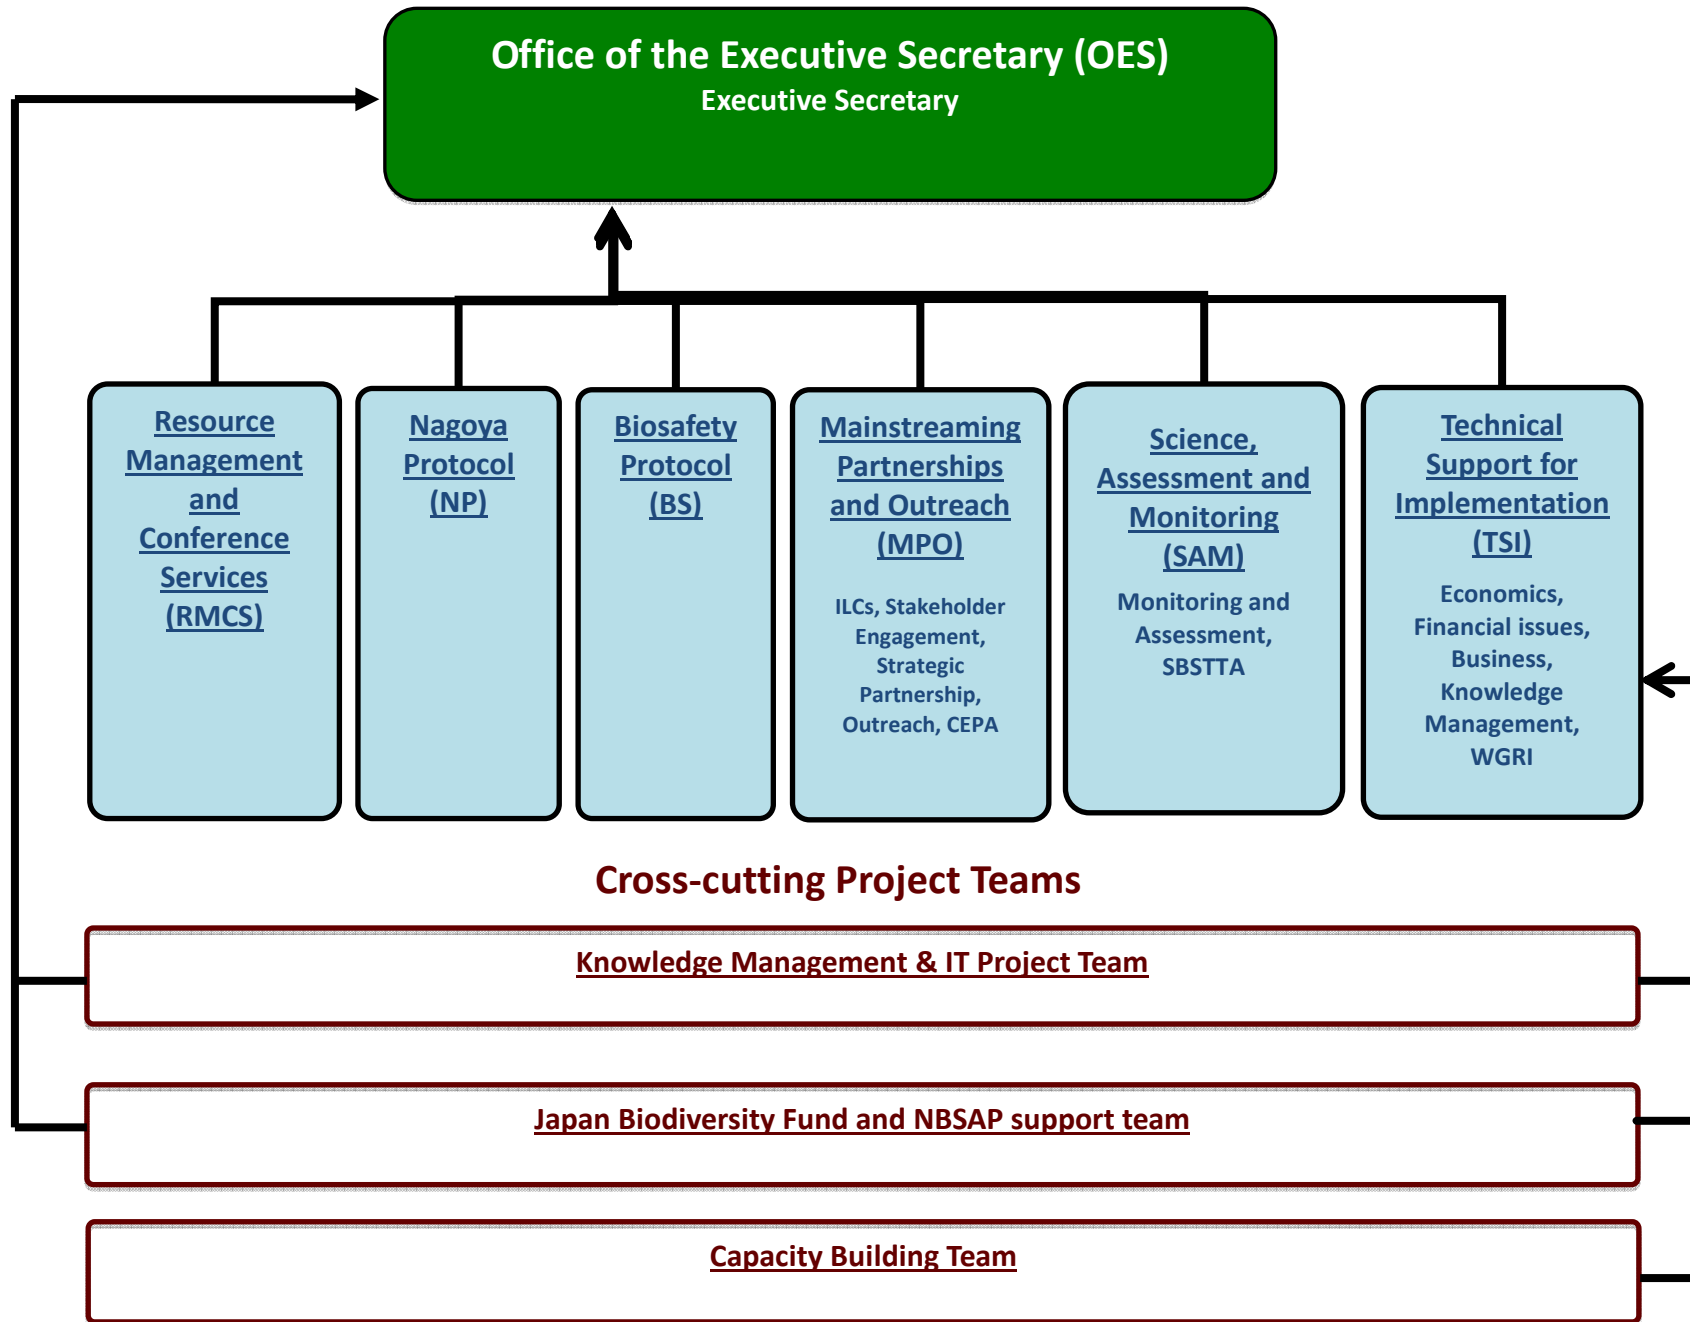 Office of the Executive Secretary (OES)
Executive Secretary
Resource
Management
and
Conference
Services
(RMCS)
Nagoya
Protocol
(NP)
Biosafety
Protocol
(BS)
Mainstreaming
Partnerships
and Outreach
(MPO)
ILCs, Stakeholder
Engagement,
Strategic
Partnership,
Outreach, CEPA
Science,
Assessment and
Monitoring
(SAM)
Monitoring and
Assessment,
SBSTTA
Technical
Support for
Implementation
(TSI)
Economics,
Financial issues,
Business,
Knowledge
Management,
WGRI
Cross-cutting Project Teams
Knowledge Management & IT Project Team
Japan Biodiversity Fund and NBSAP support team
Capacity Building Team